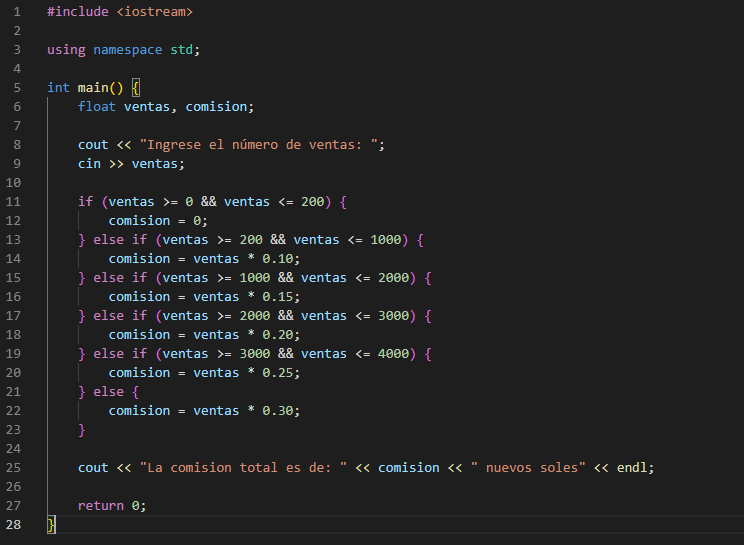 1 #include <iostream>
2
3 using namespace std;
4
5 int main() {
6     float ventas, comision;
7
8     cout << "Ingrese el número de ventas: ";
9     cin >> ventas;
10
11     if (ventas >= 0 && ventas <= 200) {
12         comision = 0;
13     } else if (ventas >= 200 && ventas <= 1000) {
14         comision = ventas * 0.10;
15     } else if (ventas >= 1000 && ventas <= 2000) {
16         comision = ventas * 0.15;
17     } else if (ventas >= 2000 && ventas <= 3000) {
18         comision = ventas * 0.20;
19     } else if (ventas >= 3000 && ventas <= 4000) {
20         comision = ventas * 0.25;
21     } else {
22         comision = ventas * 0.30;
23     }
24
25     cout << "La comision total es de: " << comision << " nuevos soles" << endl;
26
27     return 0;
28 }